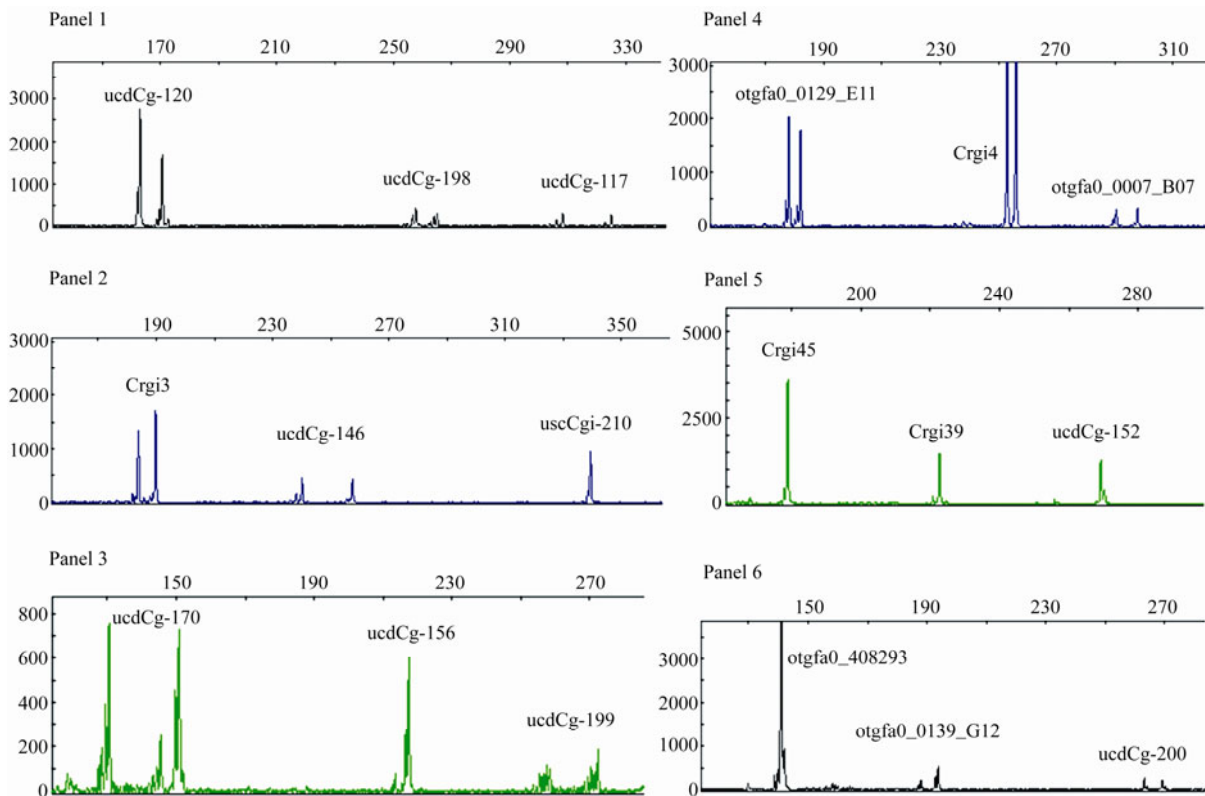 Panel 1
170 210 250 290 330
3000
2000
1000
0
ucdCg-120
ucdCg-198
ucdCg-117
Panel 2
190 230 270 310 350
3000
2000
1000
0
Crgi3
ucdCg-146
uscCgi-210
Panel 3
150 190 230 270
800
600
400
200
0
ucdCg-170
ucdCg-156
ucdCg-199
Panel 4
190 230 270 310
3000
2000
1000
0
otgfa0_0129_E11
Crgi4
otgfa0_0007_B07
Panel 5
200 240 280
5000
2500
0
Crgi45
Crgi39
ucdCg-152
Panel 6
150 190 230 270
3000
2000
1000
0
otgfa0_408293
otgfa0_0139_G12
ucdCg-200